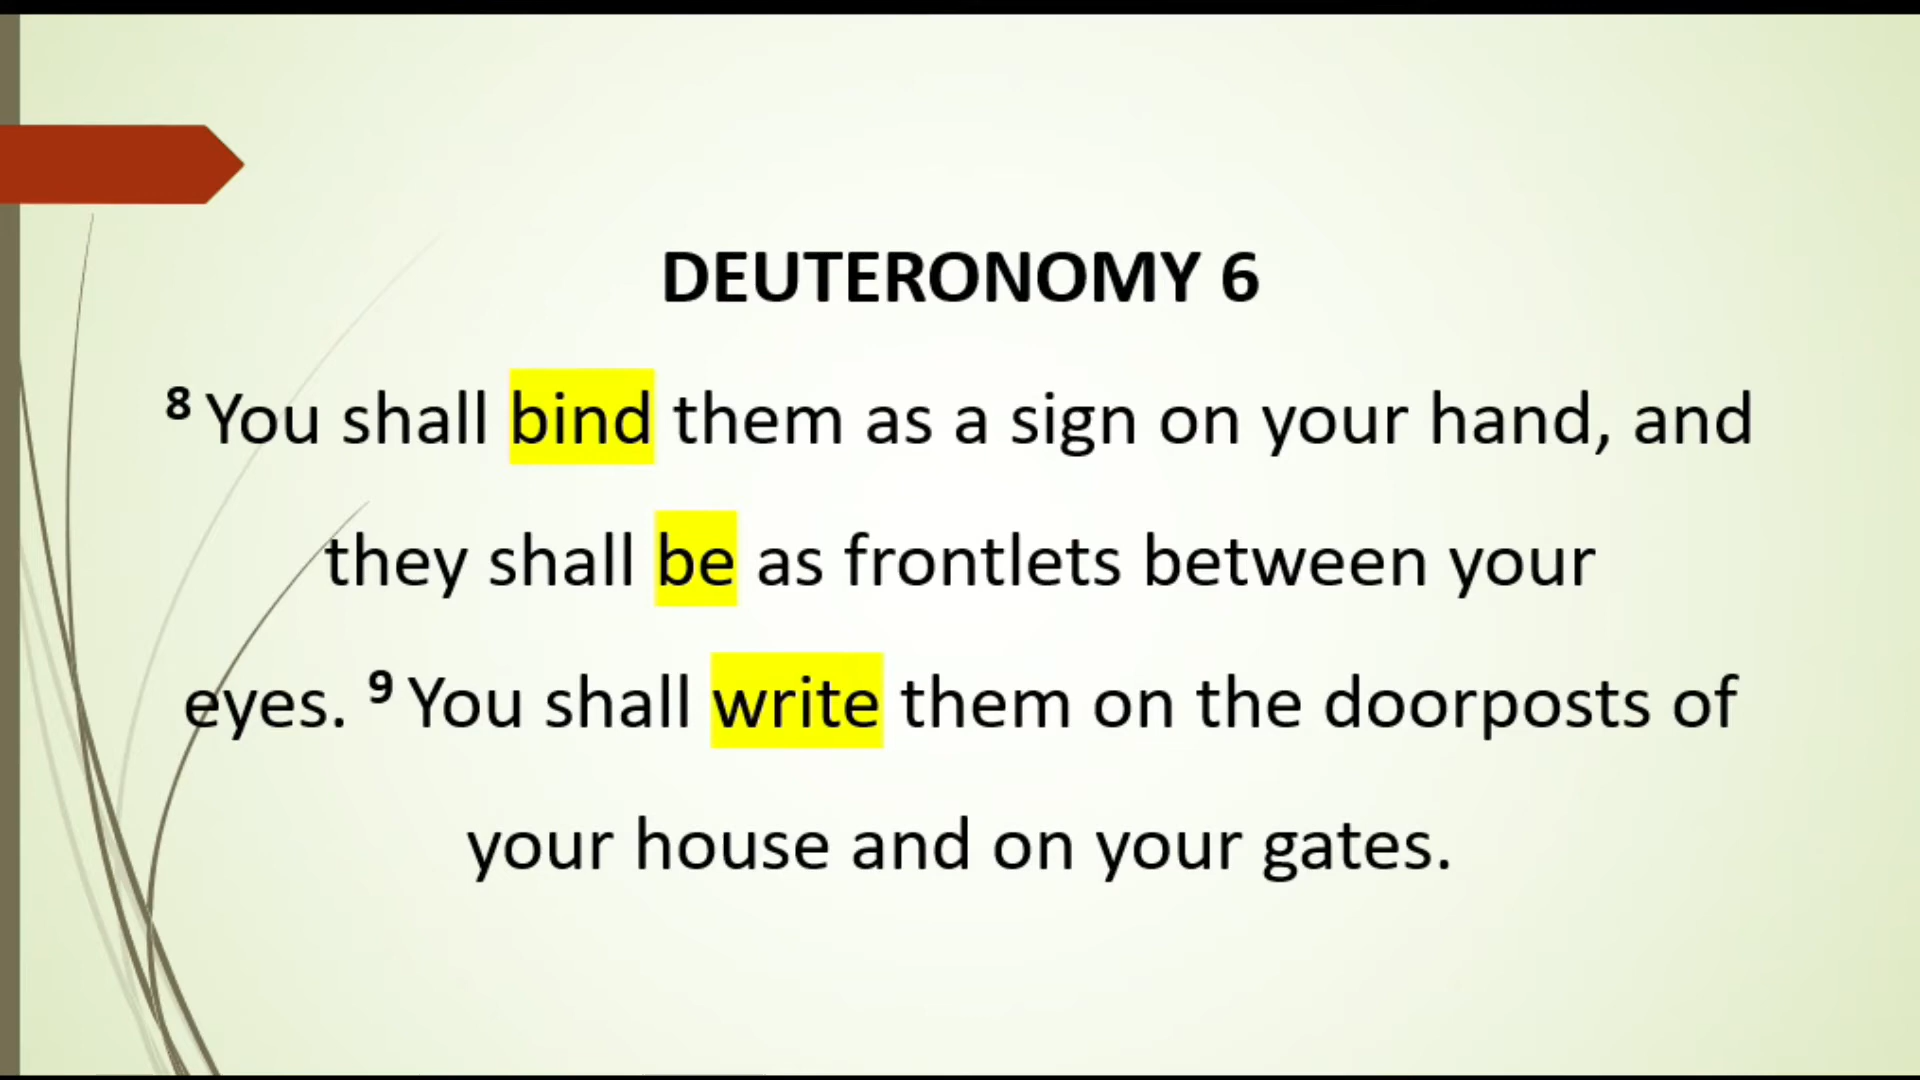 DEUTERONOMY 6
8 You shall bind them as a sign on your hand, and
they shall be as frontlets between your
eyes. 9 You shall write them on the doorposts of
your house and on your gates.